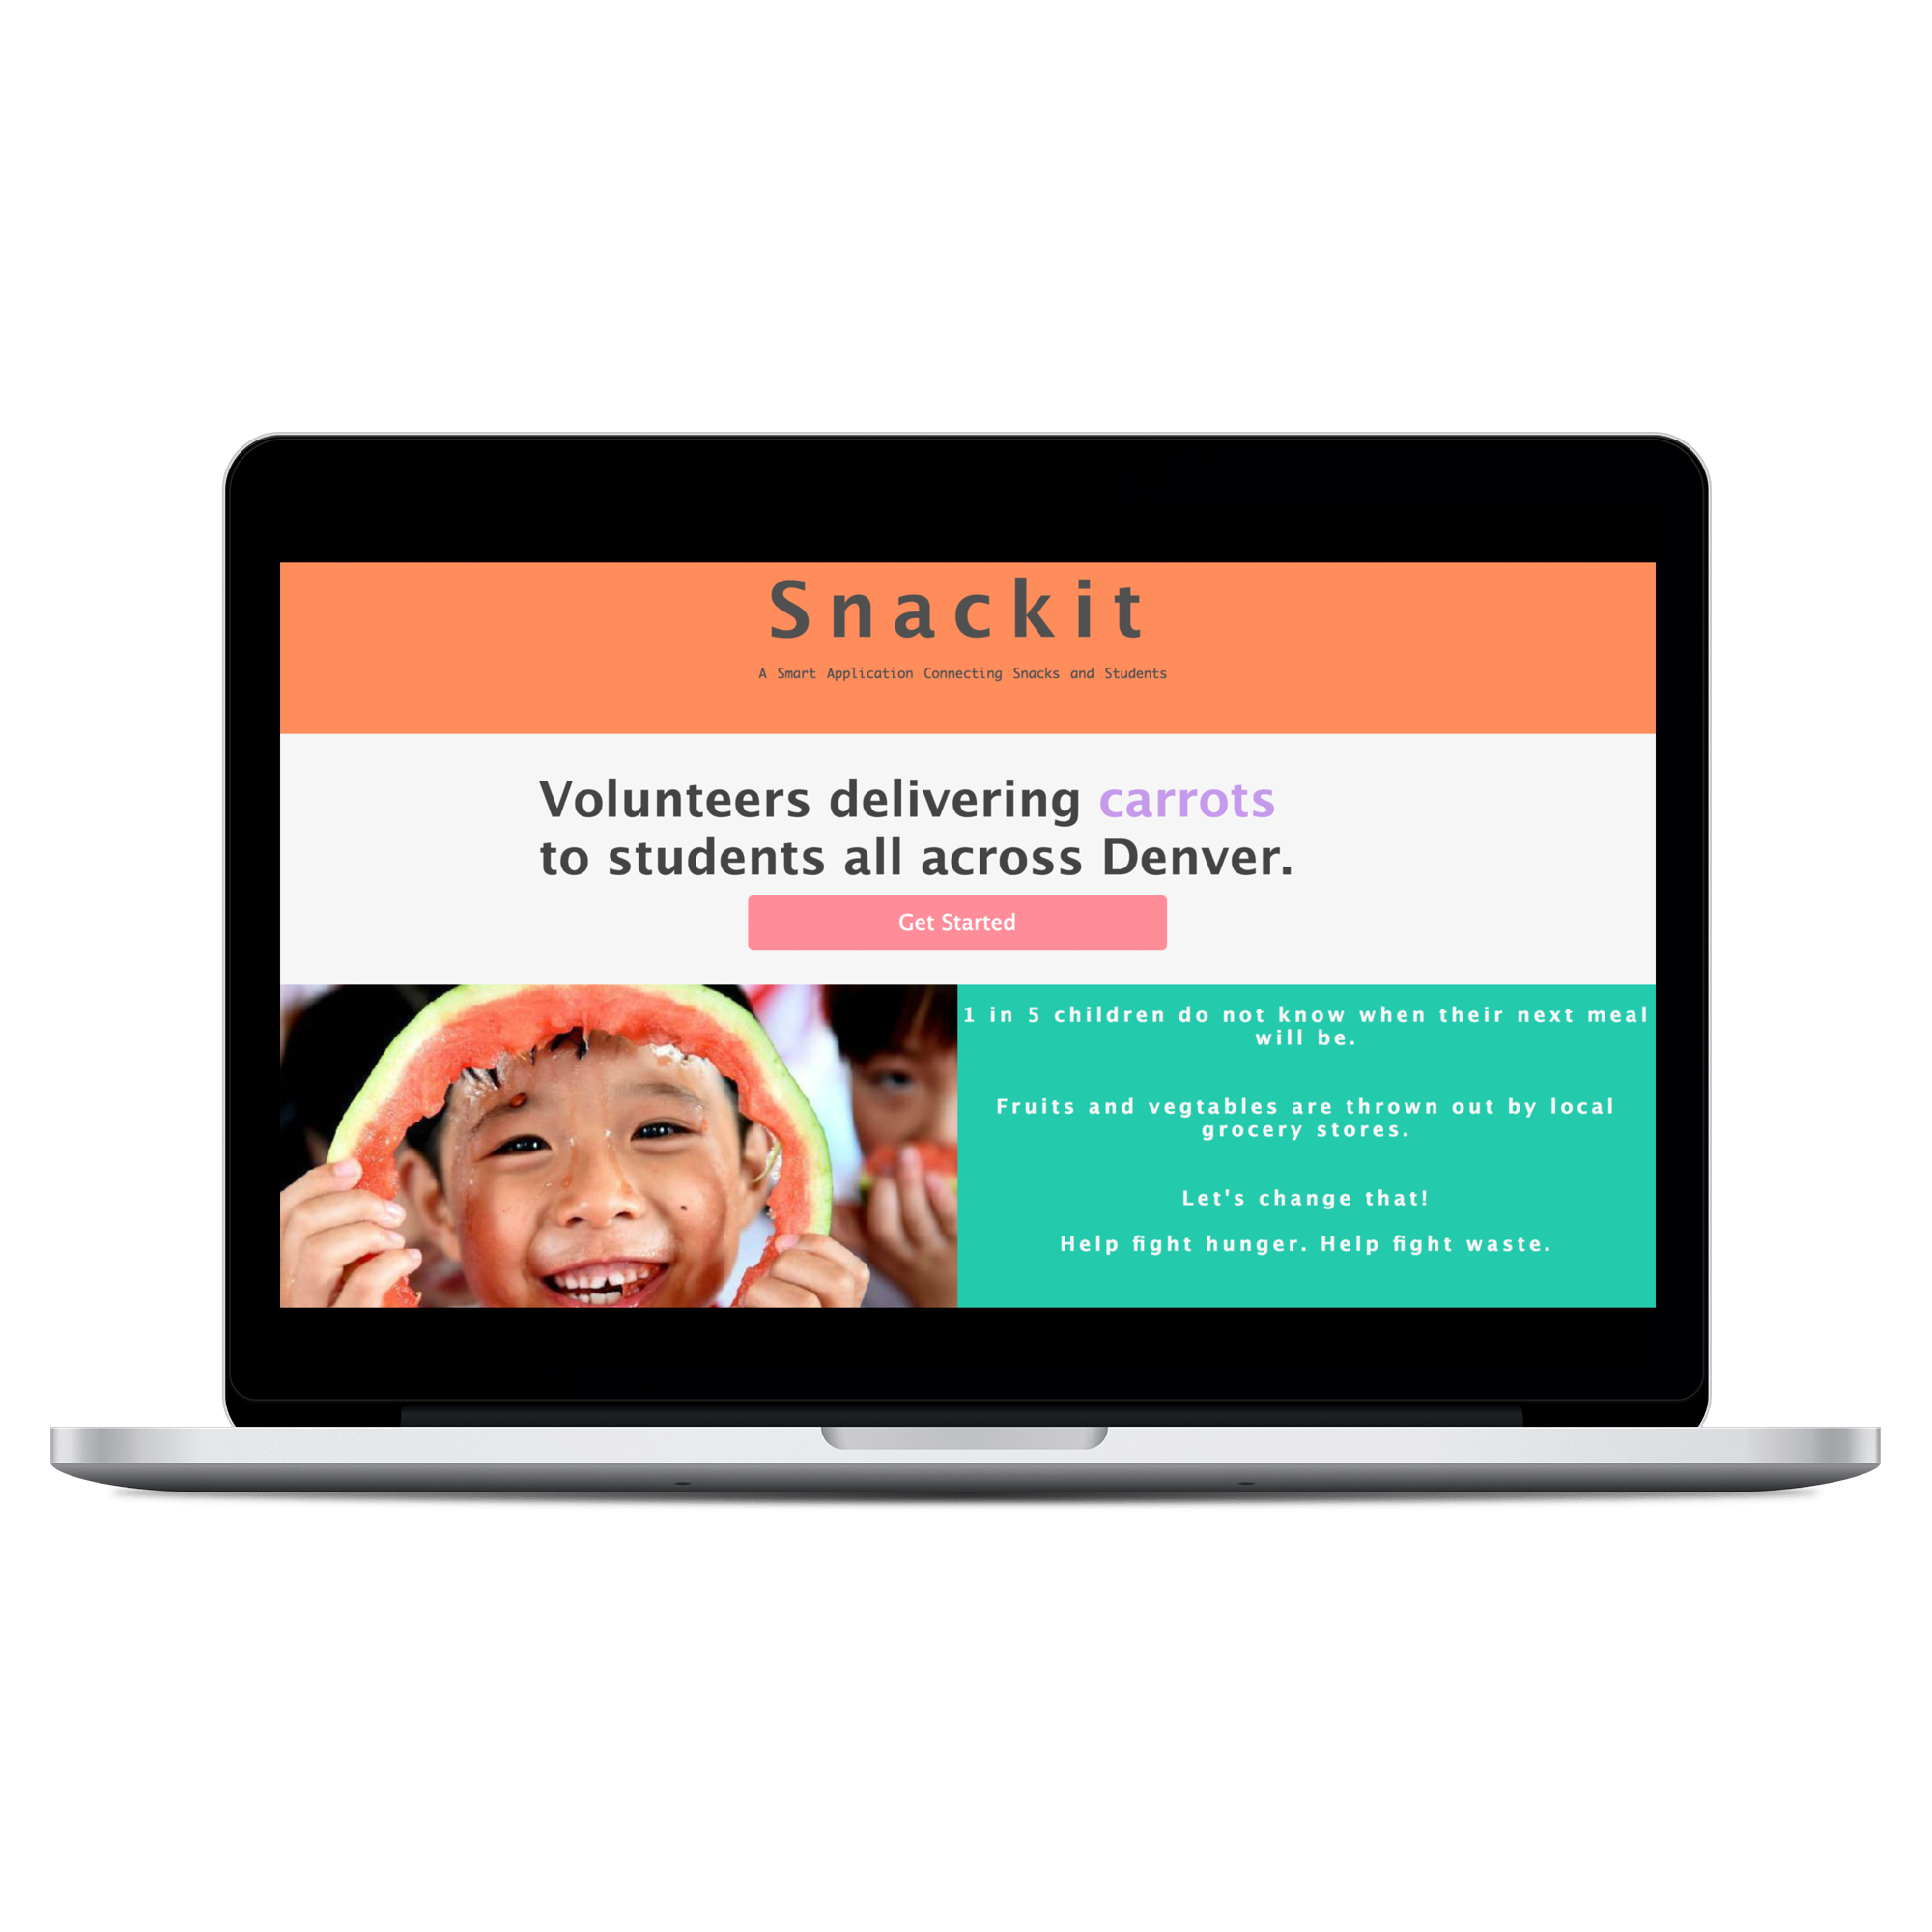 Snackit
A Smart Application Connecting Snacks and Students
Volunteers delivering carrots
to students all across Denver.
Get Started
1 in 5 children do not know when their next meal
will be.
Fruits and vegtables are thrown out by local
grocery stores.
Let's change that!
Help fight hunger. Help fight waste.